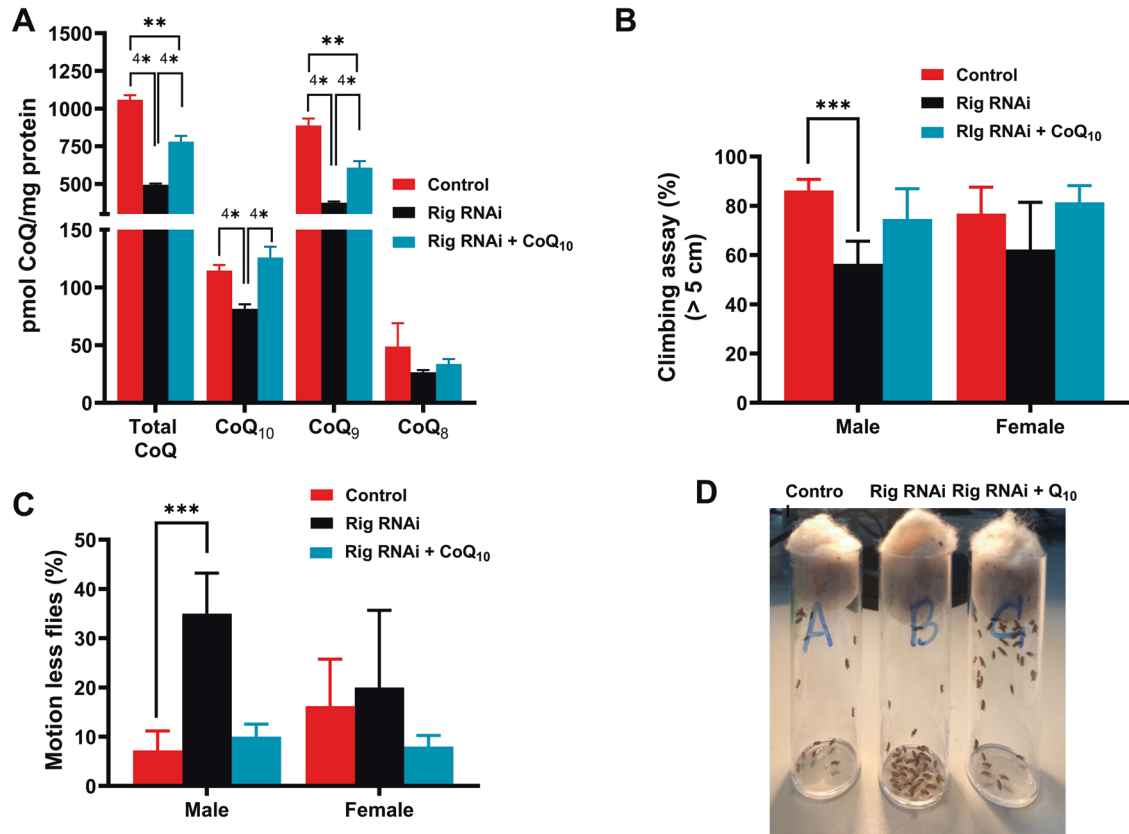 A
pmol CoQ/mg protein
1500
1250
1000
750
500
250
150
100
50
0
**
4*
4*
4*
4*
**
4*
4*
Control
Rig RNAi
Rig RNAi + CoQ₁₀
Total
CoQ
CoQ₁₀
CoQ₉
CoQ₈
B
Climbing assay (%)
(> 5 cm)
100
80
60
40
20
0
***
Control
Rig RNAi
RIg RNAi + CoQ₁₀
Male
Female
C
Motion less flies (%)
50
40
30
20
10
0
***
Control
Rig RNAi
Rig RNAi + CoQ₁₀
Male
Female
D
Contro
Rig RNAi
Rig RNAi + Q₁₀
A
B
C